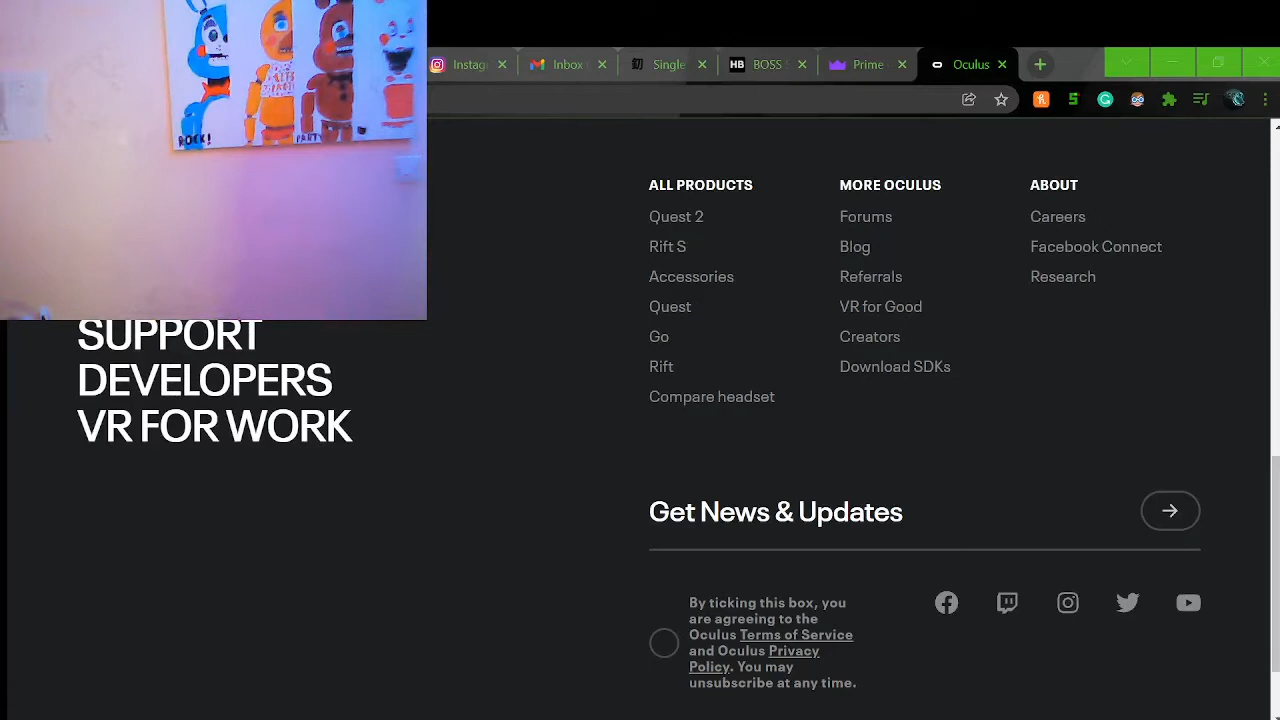 ROCK!
PARTY
Instag
Inbox
Single
HB BOSS
Prime
Oculus
SUPPORT
DEVELOPERS
VR FOR WORK
ALL PRODUCTS
Quest 2
Rift S
Accessories
Quest
Go
Rift
Compare headset
MORE OCULUS
Forums
Blog
Referrals
VR for Good
Creators
Download SDKs
ABOUT
Careers
Facebook Connect
Research
Get News & Updates
By ticking this box, you
are agreeing to the
Oculus Terms of Service
and Oculus Privacy
Policy. You may
unsubscribe at any time.